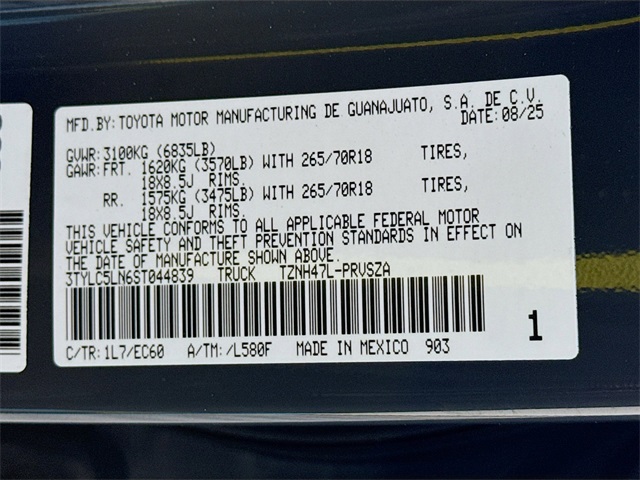 MFD.BY: TOYOTA MOTOR MANUFACTURING DE GUANAJUATO, S.A. DE C.V.
DATE: 08/25
GVWR: 3100KG (6835LB)
GAWR: FRT. 1620KG (3570LB) WITH 265/70R18 TIRES,
18X8.5J RIMS.
RR. 1575KG (3475LB) WITH 265/70R18 TIRES,
18X8.5J RIMS.
THIS VEHICLE CONFORMS TO ALL APPLICABLE FEDERAL MOTOR
VEHICLE SAFETY AND THEFT PREVENTION STANDARDS IN EFFECT ON
THE DATE OF MANUFACTURE SHOWN ABOVE.
3TYLC5LN6ST044839 TRUCK TZNH47L-PRVSZA
1
C/TR: 1L7/EC60 A/TM: /L580F MADE IN MEXICO 903